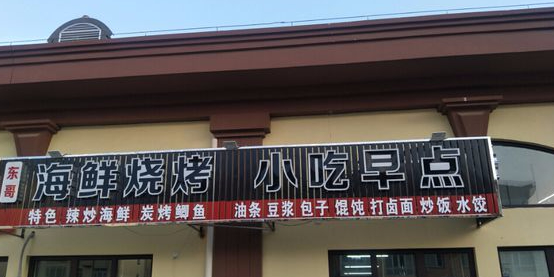 东哥
海鲜烧烤 小吃早点
特色 辣炒海鲜 炭烤鲫鱼 油条 豆浆 包子 馄饨 打卤面 炒饭 水饺